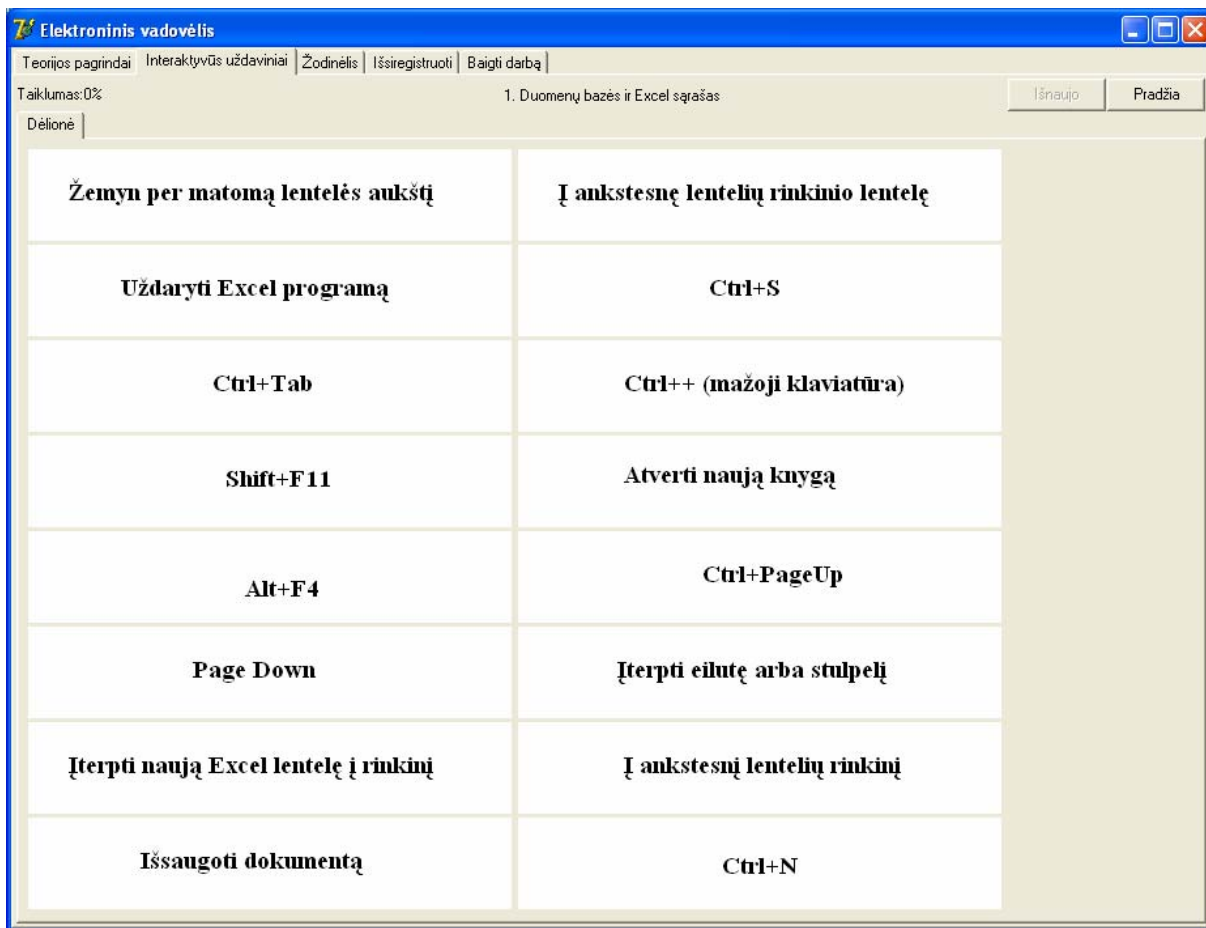 Elektroninis vadovėlis
Teorijos pagrindai Interaktyvūs uždaviniai Žodinėlis Išsiregistruoti Baigti darbą
Taiklumas:0% 1. Duomenų bazės ir Excel sąrašas Išnaujo Pradžia
Dėlionė
Žemyn per matomą lentelės aukštį Į ankstesnę lentelių rinkinio lentelę
Uždaryti Excel programą Ctrl+S
Ctrl+Tab Ctrl++ (mažoji klaviatūra)
Shift+F11 Atverti naują knygą
Alt+F4 Ctrl+PageUp
Page Down Įterpti eilutę arba stulpelį
Įterpti naują Excel lentelę į rinkinį Į ankstesnį lentelių rinkinį
Išsaugoti dokumentą Ctrl+N